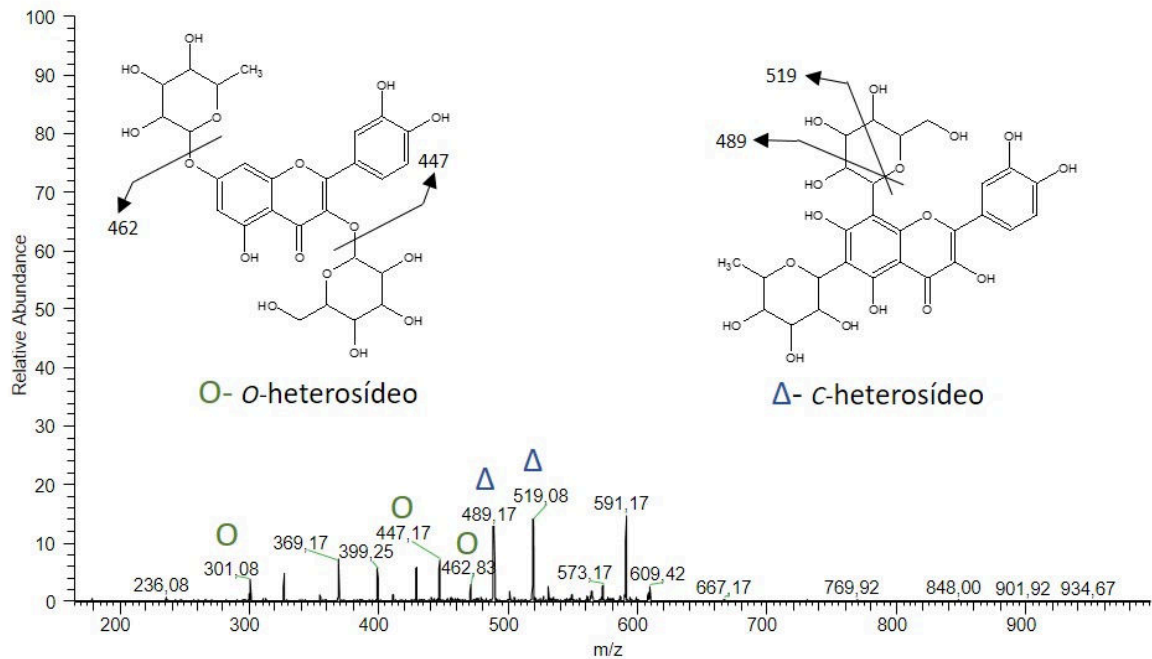 100
90
80
70
60
50
40
30
20
10
0
Relative Abundance
OH
OH
HO
CH₃
HO
O
O
O
OH
OH
O
OH
O
O
OH
HO
OH
OH
462
447
O- O-heterosídeo
519
489
OH
HO
HO
OH
O
HO
O
OH
OH
H₃C
O
OH
OH
O
HO
OH
OH
Δ- C-heterosídeo
O
O
O
Δ
Δ
236,08
301,08
369,17
399,25
447,17
462,83
489,17
519,08
573,17
591,17
609,42
667,17
769,92
848,00
901,92
934,67
200
300
400
500
600
700
800
900
m/z